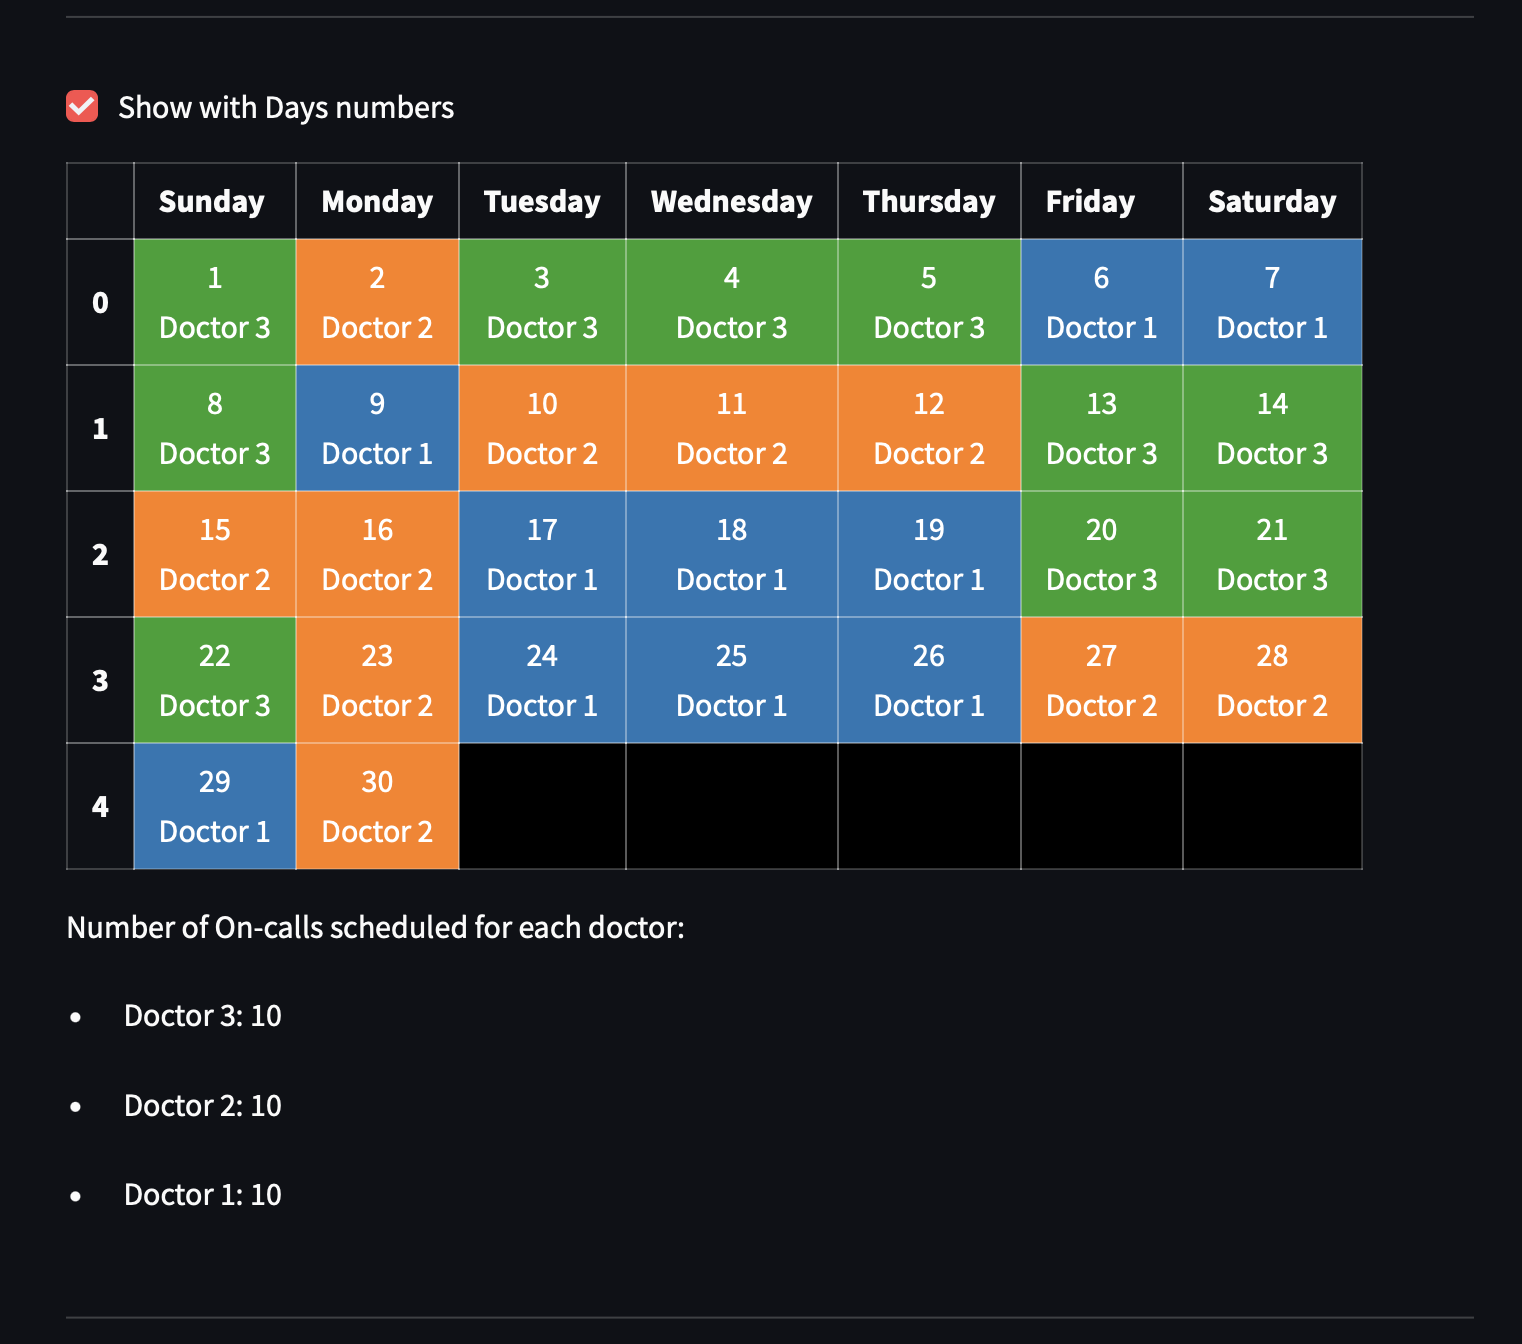 Show with Days numbers
Sunday Monday Tuesday Wednesday Thursday Friday Saturday
0
1 2 3 4 5 6 7
Doctor 3 Doctor 2 Doctor 3 Doctor 3 Doctor 3 Doctor 1 Doctor 1
1
8 9 10 11 12 13 14
Doctor 3 Doctor 1 Doctor 2 Doctor 2 Doctor 2 Doctor 3 Doctor 3
2
15 16 17 18 19 20 21
Doctor 2 Doctor 2 Doctor 1 Doctor 1 Doctor 1 Doctor 3 Doctor 3
3
22 23 24 25 26 27 28
Doctor 3 Doctor 2 Doctor 1 Doctor 1 Doctor 1 Doctor 2 Doctor 2
4
29 30
Doctor 1 Doctor 2
Number of On-calls scheduled for each doctor:
• Doctor 3: 10
• Doctor 2: 10
• Doctor 1: 10